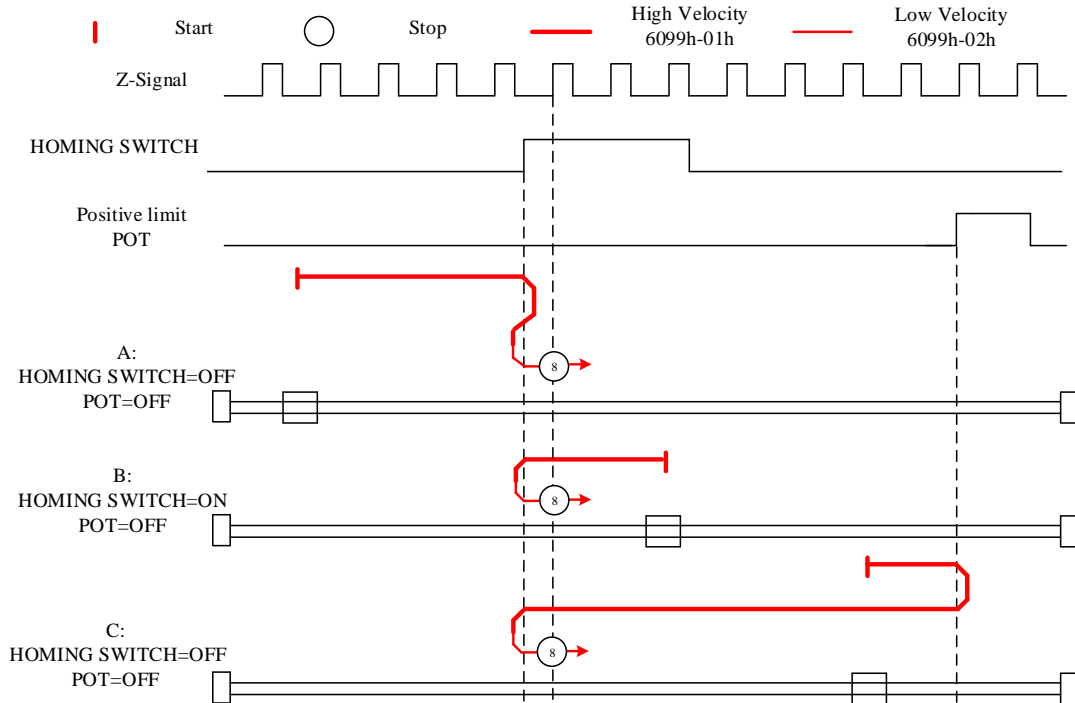 Start
Stop
High Velocity
6099h-01h
Low Velocity
6099h-02h
Z-Signal
HOMING SWITCH
Positive limit
POT
A:
HOMING SWITCH=OFF
POT=OFF
8
B:
HOMING SWITCH=ON
POT=OFF
8
C:
HOMING SWITCH=OFF
POT=OFF
8